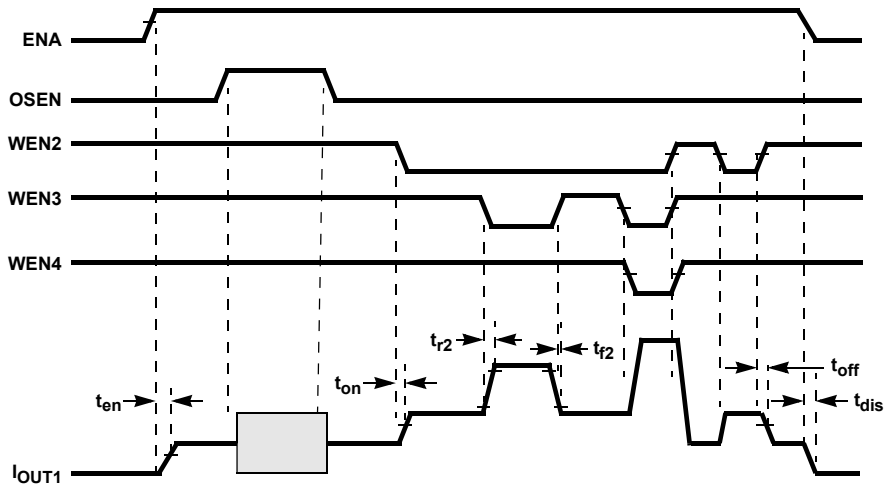 ENA
OSEN
WEN2
WEN3
WEN4
tr2
tf2
ton
toff
ten
tdis
IOUT1